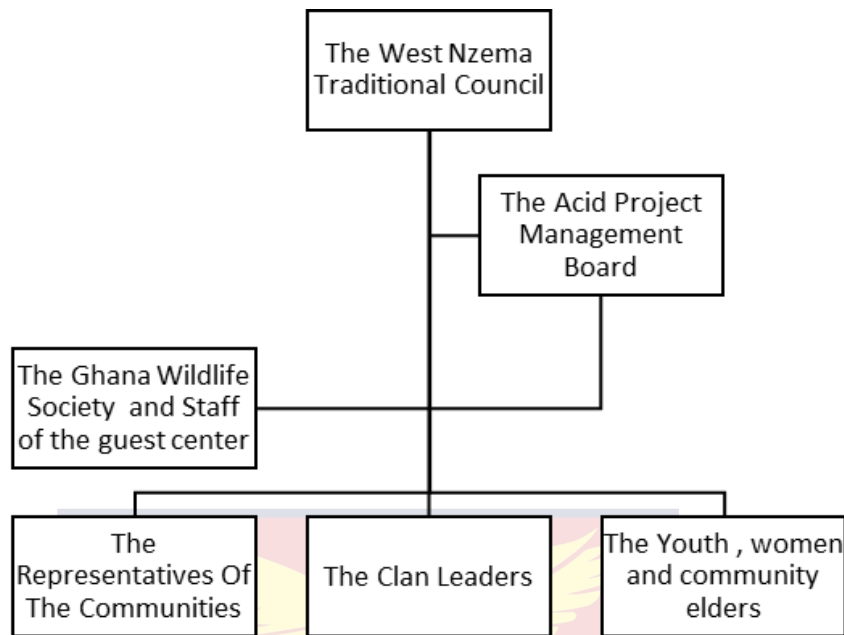 The West Nzema
Traditional Council
The Acid Project
Management
Board
The Ghana Wildlife
Society and Staff
of the guest center
The
Representatives Of
The Communities
The Clan Leaders
The Youth , women
and community
elders